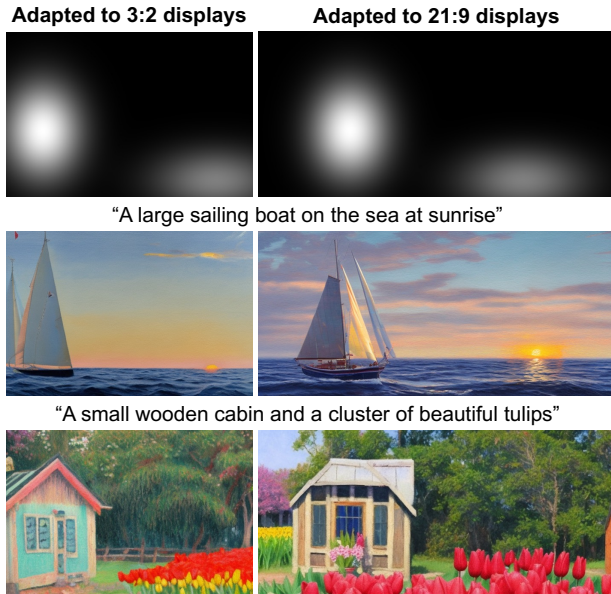 Adapted to 3:2 displays
Adapted to 21:9 displays
“A large sailing boat on the sea at sunrise”
“A small wooden cabin and a cluster of beautiful tulips”